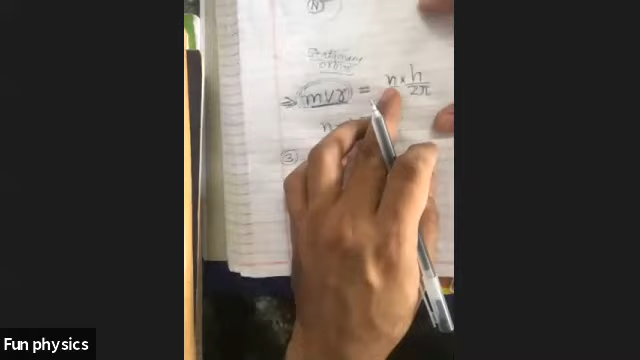 (N)
Stationary
orbit
⇒ mvr = n × h/2π
3)
Fun physics